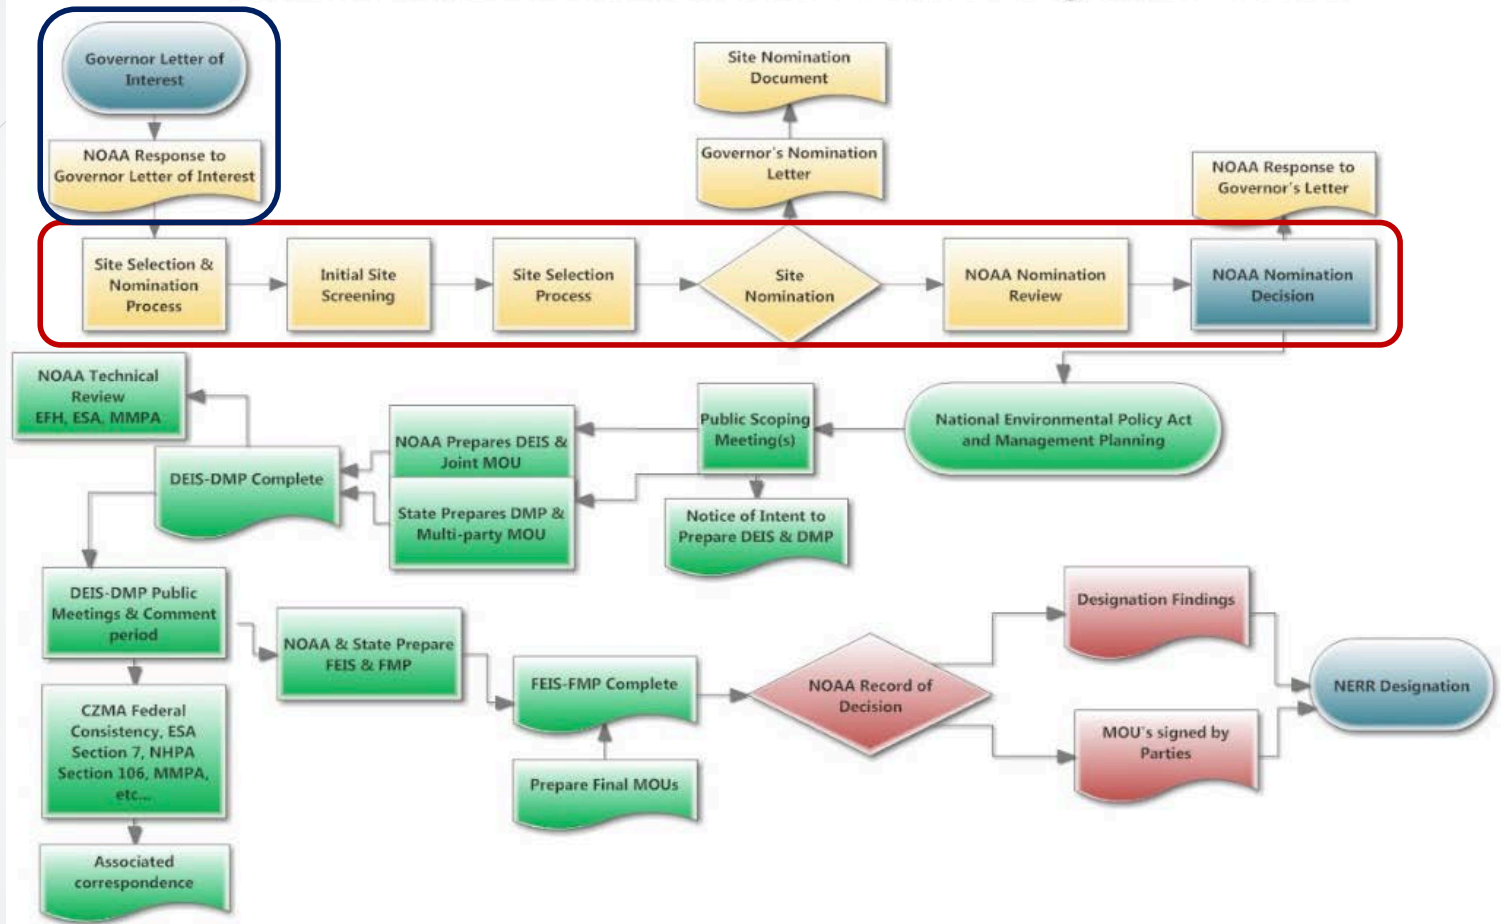 Governor Letter of
Interest
NOAA Response to
Governor Letter of Interest
Site Nomination
Document
Governor's Nomination
Letter
NOAA Response to
Governor's Letter
Site Selection &
Nomination
Process
Initial Site
Screening
Site Selection
Process
Site
Nomination
NOAA Nomination
Review
NOAA Nomination
Decision
National Environmental Policy Act
and Management Planning
Public Scoping
Meeting(s)
Notice of Intent to
Prepare DEIS & DMP
NOAA Prepares DEIS &
Joint MOU
State Prepares DMP &
Multi-party MOU
DEIS-DMP Complete
NOAA Technical
Review
EFH, ESA, MMPA
DEIS-DMP Public
Meetings & Comment
period
CZMA Federal
Consistency, ESA
Section 7, NHPA
Section 106, MMPA,
etc...
Associated
correspondence
NOAA & State Prepare
FEIS & FMP
FEIS-FMP Complete
Prepare Final MOUs
NOAA Record of
Decision
Designation Findings
MOU's signed by
Parties
NERR Designation